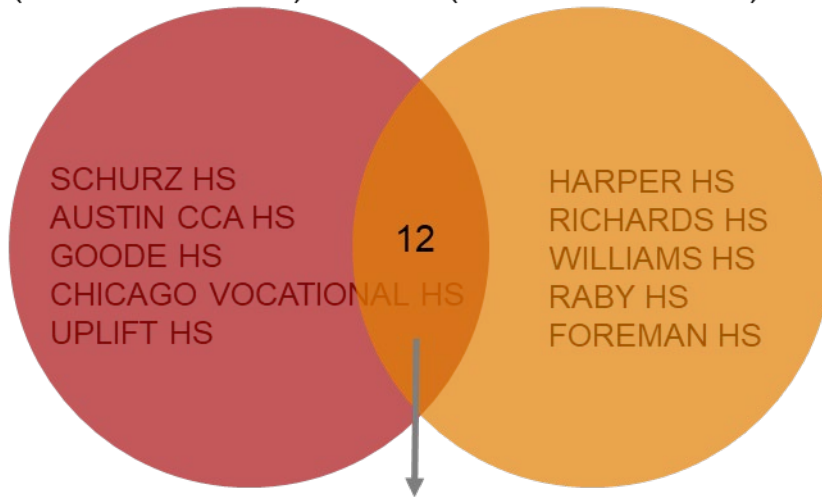 SCHURZ HS
AUSTIN CCA HS
GOODE HS
CHICAGO VOCATIONAL HS
UPLIFT HS
12
HARPER HS
RICHARDS HS
WILLIAMS HS
RABY HS
FOREMAN HS